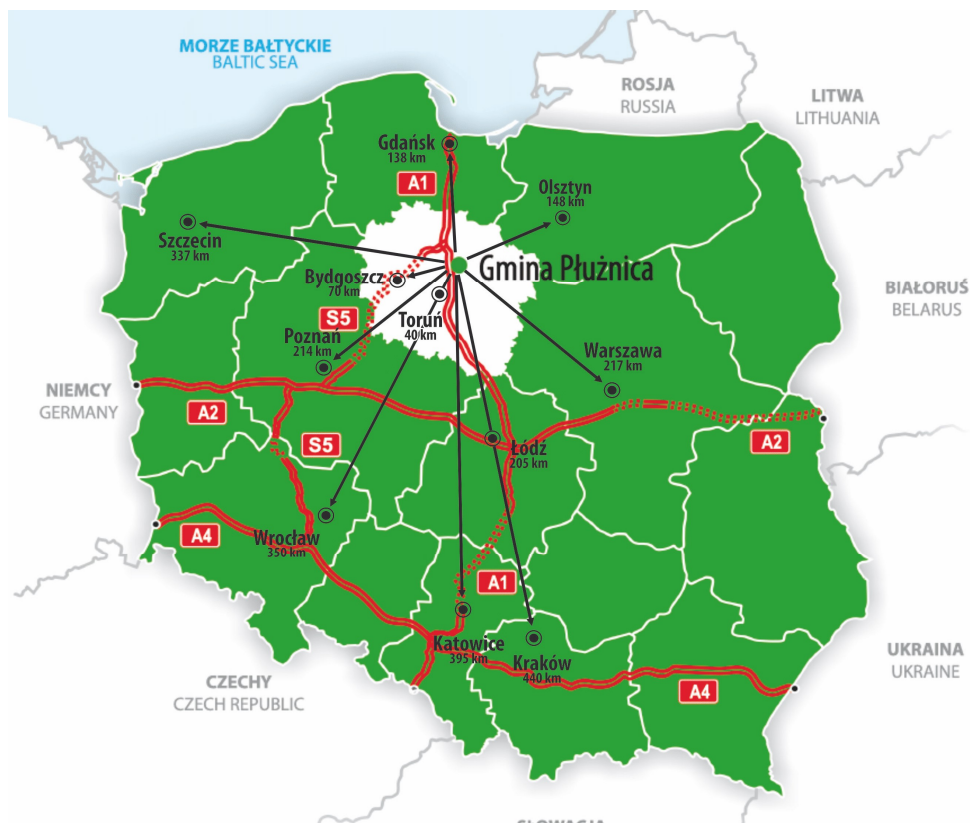 MORZE BAŁTYCKIE
BALTIC SEA
ROSJA
RUSSIA
LITWA
LITHUANIA
Gdańsk
138 km
A1
Olsztyn
148 km
Szczecin
337 km
Gmina Płużnica
Bydgoszcz
70 km
BIAŁORUŚ
BELARUS
S5
Toruń
40 km
Poznań
214 km
Warszawa
217 km
NIEMCY
GERMANY
A2
S5
A2
Łódź
205 km
A4
Wrocław
350 km
A1
Katowice
395 km
Kraków
440 km
UKRAINA
UKRAINE
CZECHY
CZECH REPUBLIC
A4
SŁOWACJA